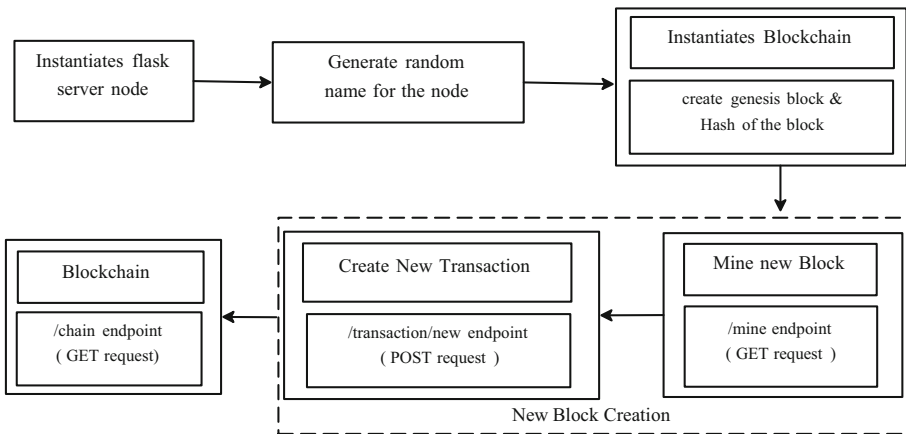 Instantiates flask
server node
Generate random
name for the node
Instantiates Blockchain
create genesis block &
Hash of the block
Blockchain
/chain endpoint
( GET request)
Create New Transaction
/transaction/new endpoint
( POST request )
Mine new Block
/mine endpoint
( GET request )
New Block Creation